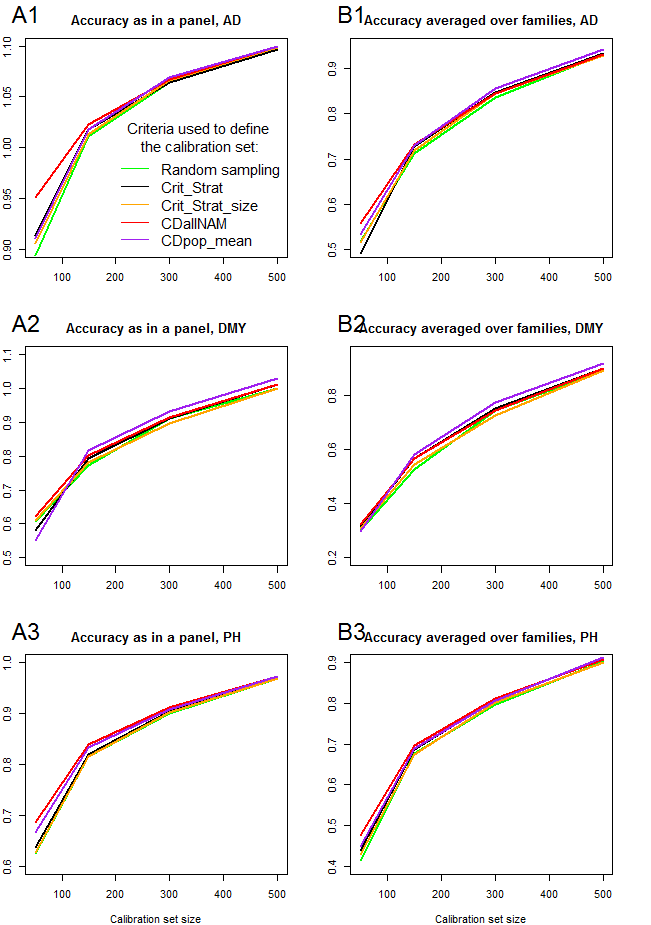 A1
Accuracy as in a panel, AD
1.10
1.05
1.00
0.95
0.90
Criteria used to define
the calibration set:
Random sampling
Crit_Strat
Crit_Strat_size
CDallNAM
CDpop_mean
100 200 300 400 500
B1
Accuracy averaged over families, AD
0.9
0.8
0.7
0.6
0.5
100 200 300 400 500
A2
Accuracy as in a panel, DMY
1.1
1.0
0.9
0.8
0.7
0.6
0.5
100 200 300 400 500
B2
Accuracy averaged over families, DMY
0.8
0.6
0.4
0.2
100 200 300 400 500
A3
Accuracy as in a panel, PH
1.0
0.9
0.8
0.7
0.6
100 200 300 400 500
Calibration set size
B3
Accuracy averaged over families, PH
0.9
0.8
0.7
0.6
0.5
0.4
100 200 300 400 500
Calibration set size